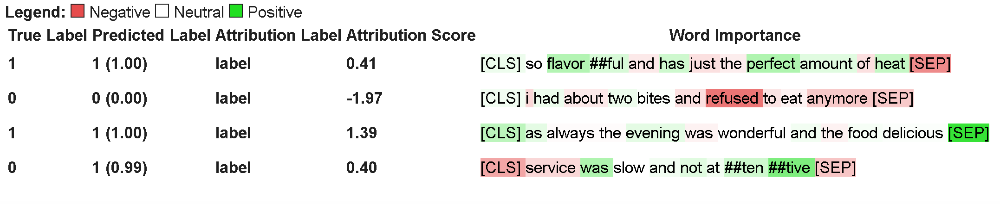 Legend: Negative Neutral Positive
True Label Predicted Label Attribution Label Attribution Score Word Importance
1 1 (1.00) label 0.41 [CLS] so flavor ##ful and has just the perfect amount of heat [SEP]
0 0 (0.00) label -1.97 [CLS] i had about two bites and refused to eat anymore [SEP]
1 1 (1.00) label 1.39 [CLS] as always the evening was wonderful and the food delicious [SEP]
0 1 (0.99) label 0.40 [CLS] service was slow and not at ##ten ##tive [SEP]